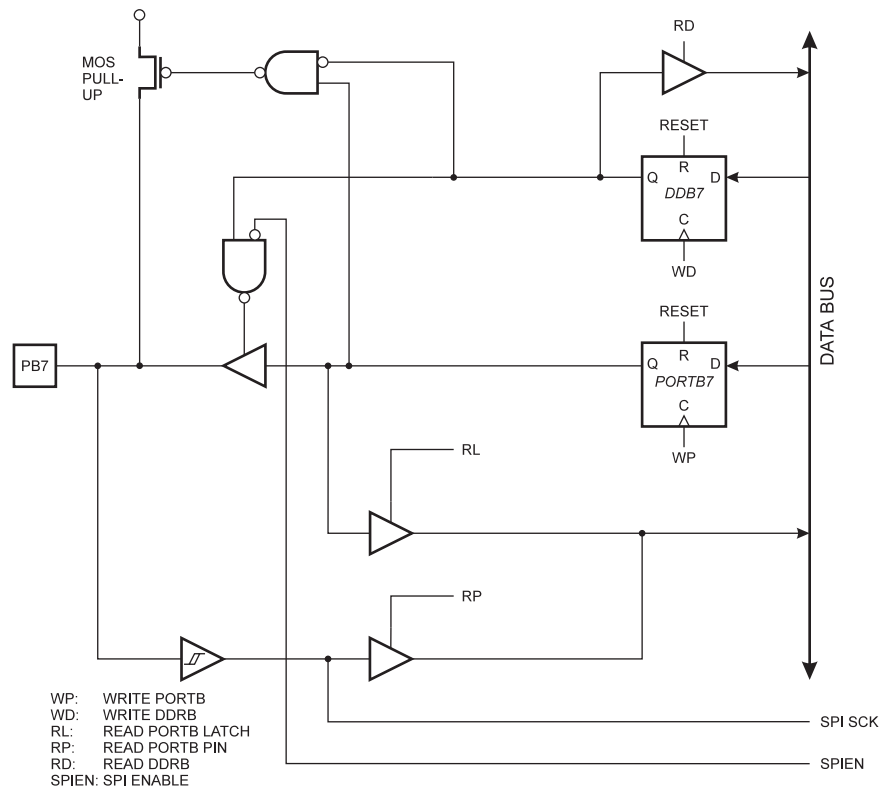 RD
MOS
PULL-
UP
RESET
R
Q
D
DDB7
C
WD
DATA BUS
RESET
PB7
R
Q
D
PORTB7
C
RL
WP
RP
WP: WRITE PORTB
WD: WRITE DDRB
RL: READ PORTB LATCH
RP: READ PORTB PIN
RD: READ DDRB
SPIEN: SPI ENABLE
SPI SCK
SPIEN